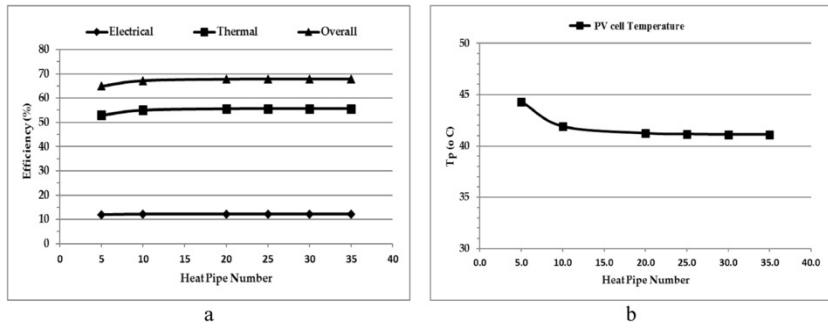 Electrical Thermal Overall
80
70
60
50
40
30
20
10
0
0 5 10 15 20 25 30 35 40
Efficiency (%)
Heat Pipe Number
a
PV cell Temperature
50
45
40
35
30
0.0 5.0 10.0 15.0 20.0 25.0 30.0 35.0 40.0
Tp (o C)
Heat Pipe Number
b